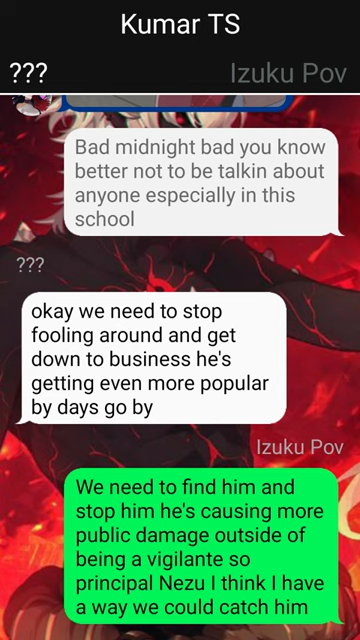 Kumar TS
??? Izuku Pov
Bad midnight bad you know
better not to be talkin about
anyone especially in this
school
???
okay we need to stop
fooling around and get
down to business he's
getting even more popular
by days go by
Izuku Pov
We need to find him and
stop him he's causing more
public damage outside of
being a vigilante so
principal Nezu I think I have
a way we could catch him